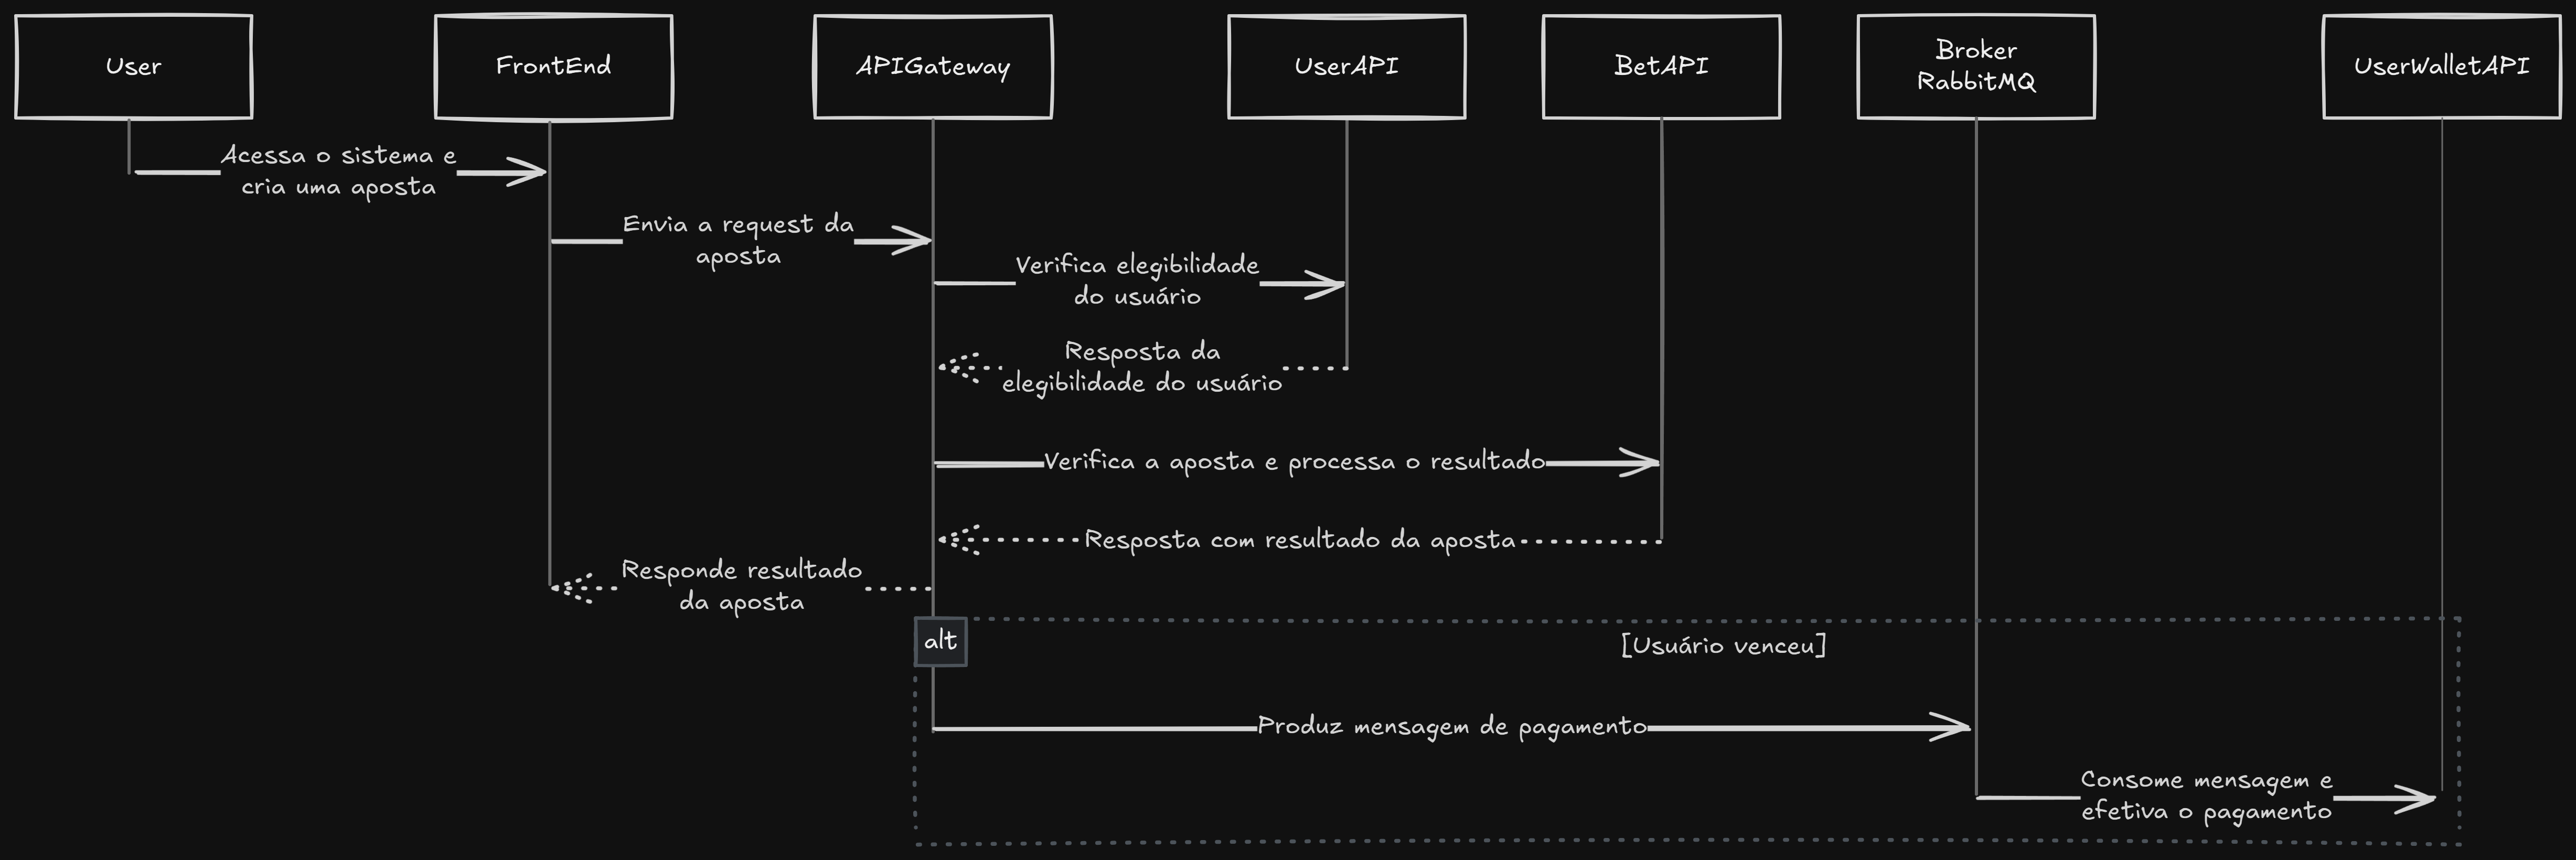 User
FrontEnd
APIGateway
UserAPI
BetAPI
Broker
RabbitMQ
UserWalletAPI
Acessa o sistema e
cria uma aposta
Envia a request da
aposta
Verifica elegibilidade
do usuário
Resposta da
elegibilidade do usuário
Verifica a aposta e processa o resultado
Resposta com resultado da aposta
Responde resultado
da aposta
alt
[Usuário venceu]
Produz mensagem de pagamento
Consome mensagem e
efetiva o pagamento